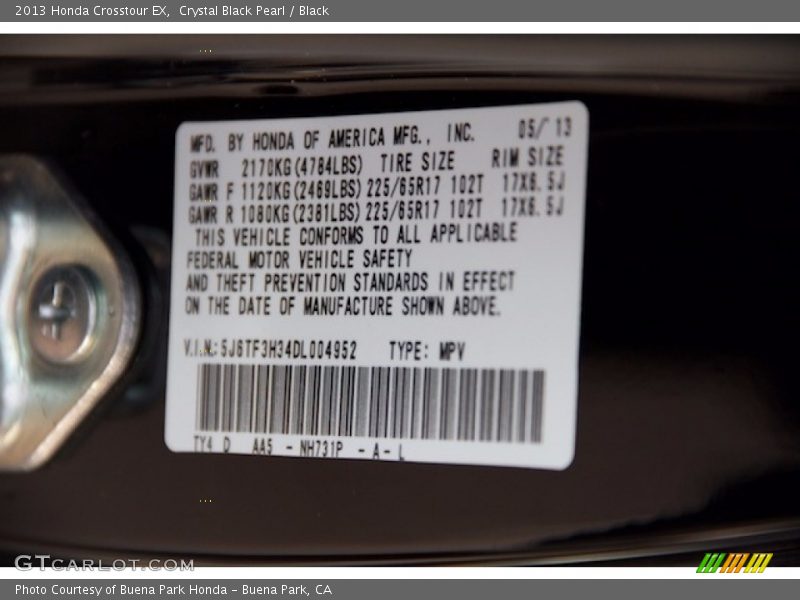 2013 Honda Crosstour EX, Crystal Black Pearl / Black
MFD. BY HONDA OF AMERICA MFG., INC. 05/ 13
GVWR 2170KG(4784LBS) TIRE SIZE RIM SIZE
GAWR F 1120KG(2469LBS) 225/65R17 102T 17X6.5J
GAWR R 1080KG(2381LBS) 225/65R17 102T 17X6.5J
THIS VEHICLE CONFORMS TO ALL APPLICABLE
FEDERAL MOTOR VEHICLE SAFETY
AND THEFT PREVENTION STANDARDS IN EFFECT
ON THE DATE OF MANUFACTURE SHOWN ABOVE.
V.I.N.: 5J6TF3H34DL004952 TYPE: MPV
TY4 D AA5 - NH731P - A - L
GTCARLOT.COM
Photo Courtesy of Buena Park Honda - Buena Park, CA